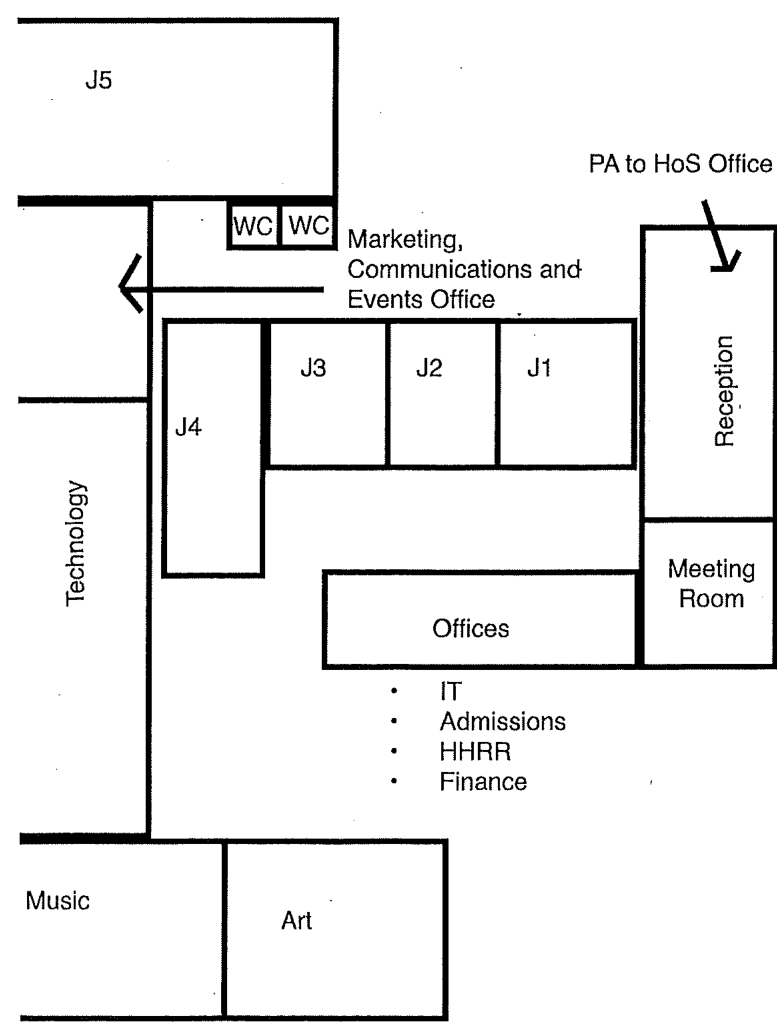 J5
PA to HoS Office
WC
WC
Marketing,
Communications and
Events Office
J4
J3
J2
J1
Reception
Technology
Meeting
Room
Offices
• IT
• Admissions
• HHRR
• Finance
Music
Art